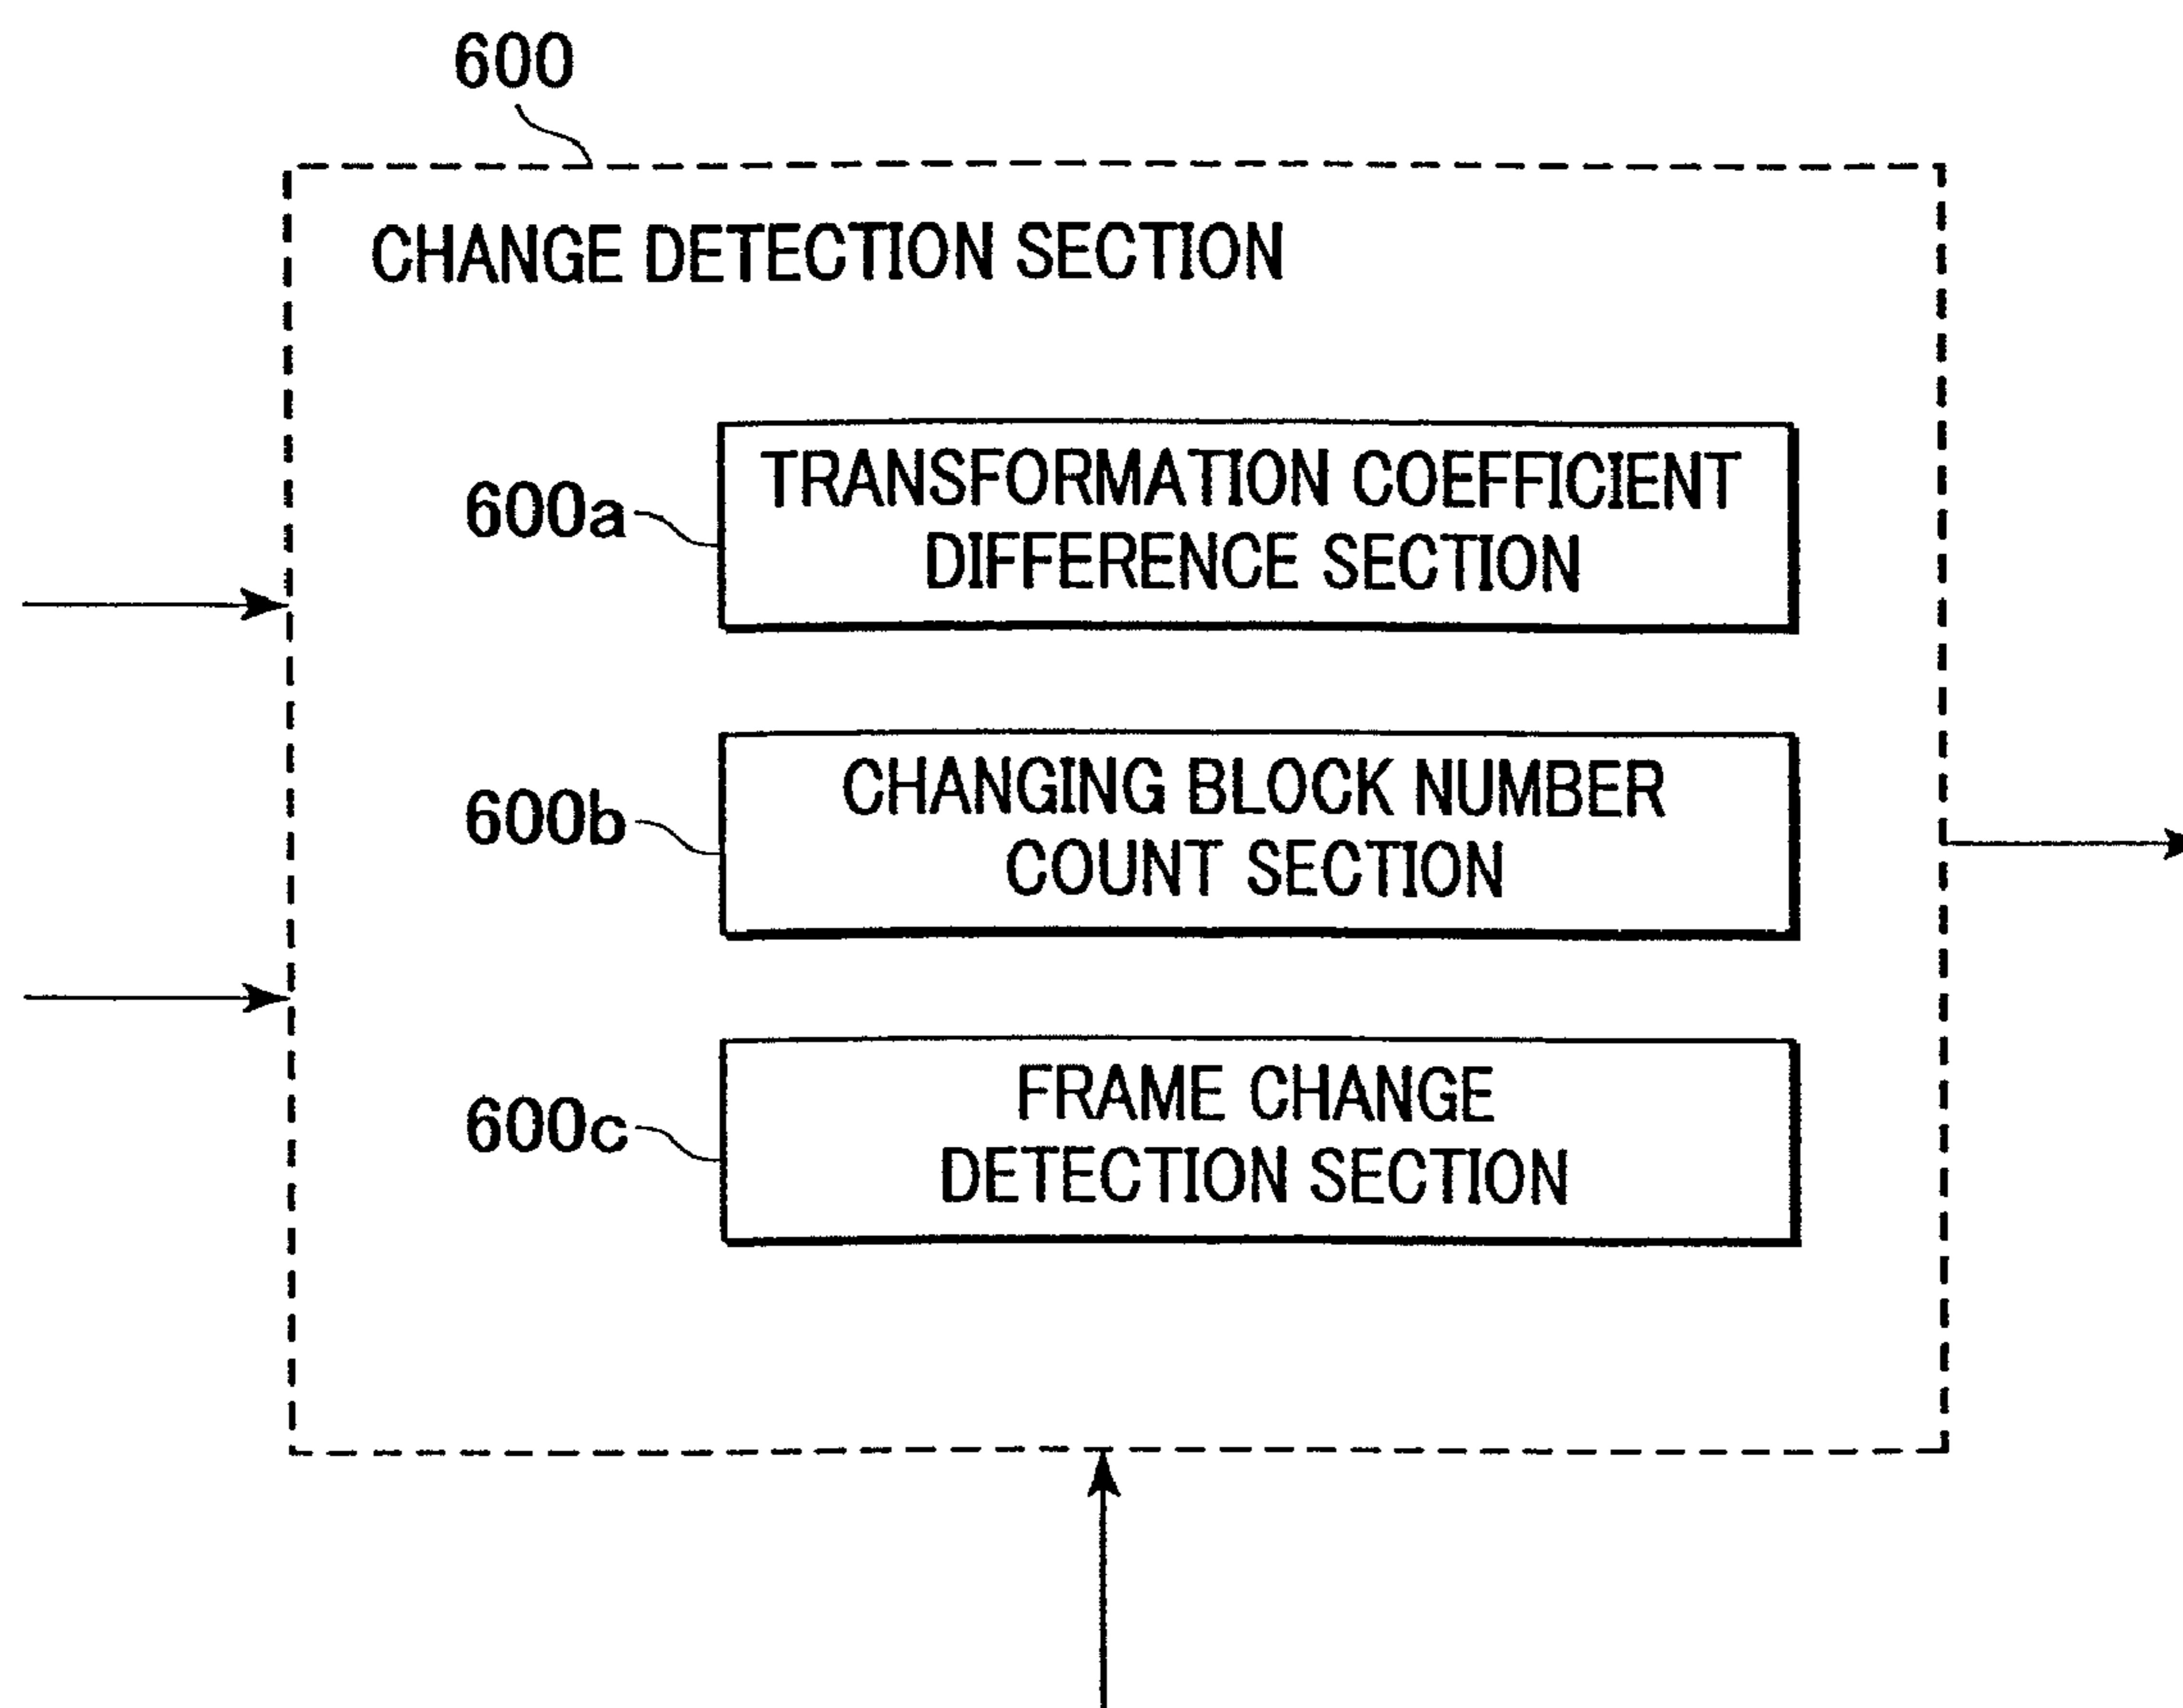 600
CHANGE DETECTION SECTION
600a
TRANSFORMATION COEFFICIENT
DIFFERENCE SECTION
600b
CHANGING BLOCK NUMBER
COUNT SECTION
600c
FRAME CHANGE
DETECTION SECTION